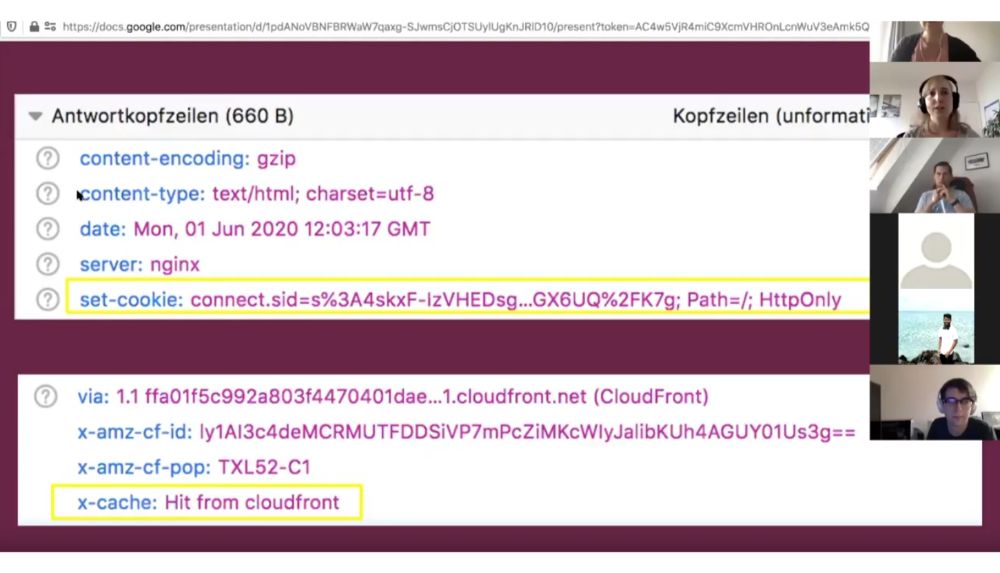 https://docs.google.com/presentation/d/1pdANoVBNFBRWaW7qaxg-SJwmsCjOTSUyIUgKnJRlD10/present?token=AC4w5VjR4miC9XcmVHROnLcnWuV3eAmk5Q
Antwortkopfzeilen (660 B) Kopfzeilen (unformati
content-encoding: gzip
content-type: text/html; charset=utf-8
date: Mon, 01 Jun 2020 12:03:17 GMT
server: nginx
set-cookie: connect.sid=s%3A4skxF-IzVHEDsg...GX6UQ%2FK7g; Path=/; HttpOnly
via: 1.1 ffa01f5c992a803f4470401dae...1.cloudfront.net (CloudFront)
x-amz-cf-id: ly1AI3c4deMCRMUTFDDSiVP7mPcZiMKcWIyJalibKUh4AGUY01Us3g==
x-amz-cf-pop: TXL52-C1
x-cache: Hit from cloudfront